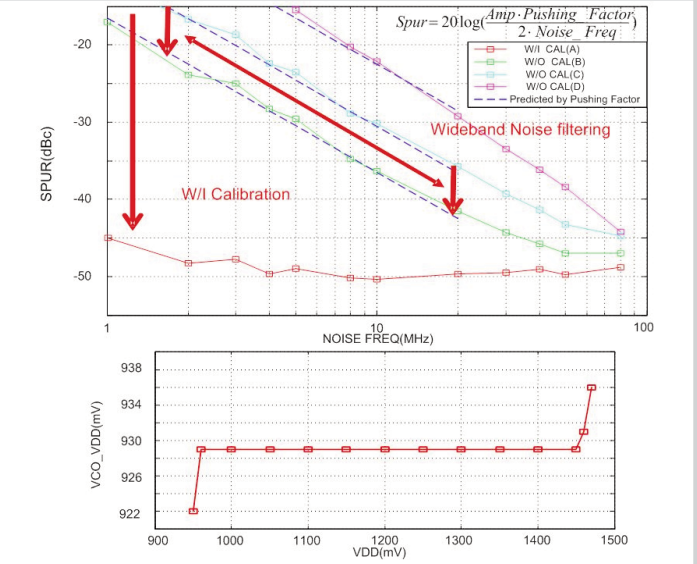 Spur = 20log(Amp·Pushing_Factor / 2·Noise_Freq)
W/I CAL(A)
W/O CAL(B)
W/O CAL(C)
W/O CAL(D)
Predicted by Pushing Factor
Wideband Noise filtering
W/I Calibration
SPUR(dBc)
-20
-30
-40
-50
1
10
100
NOISE FREQ(MHz)
VCO_VDD(mV)
938
934
930
926
922
900
1000
1100
1200
1300
1400
1500
VDD(mV)